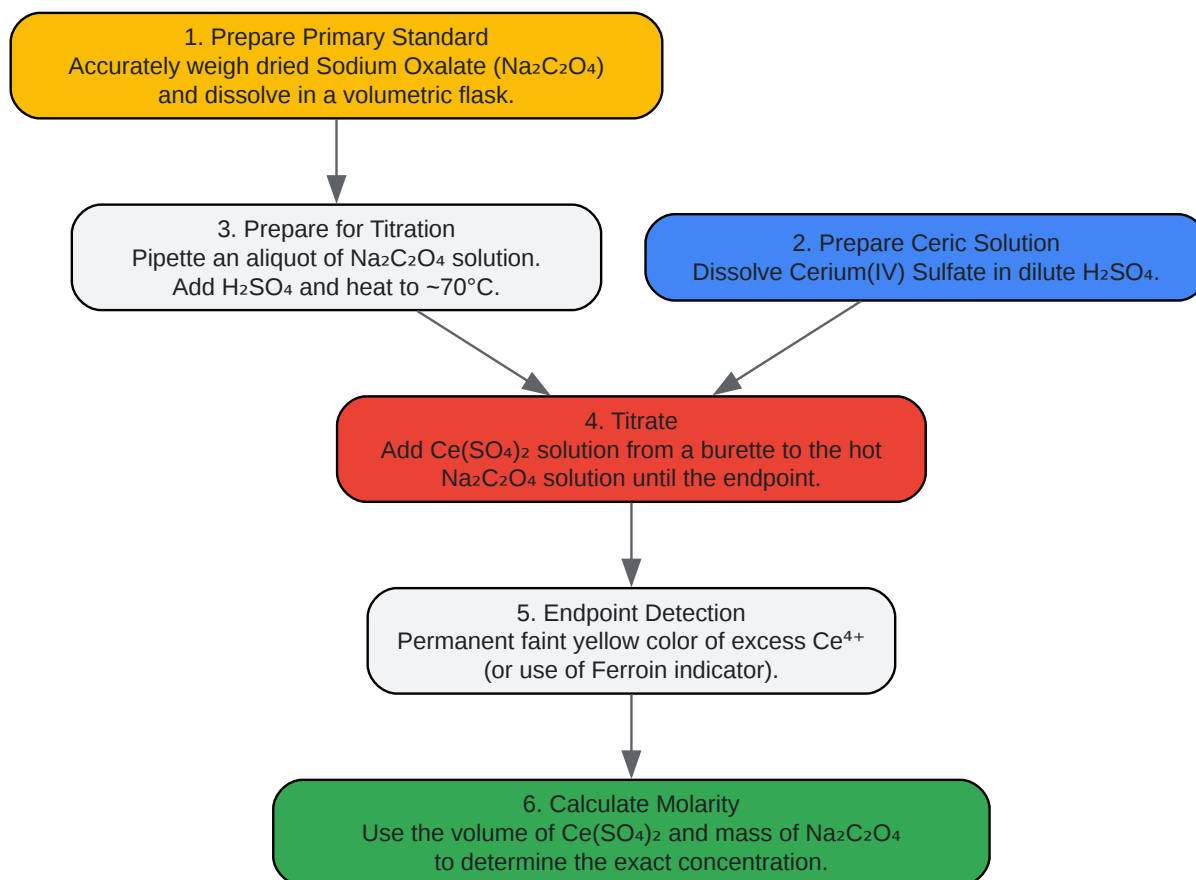 1. Prepare Primary Standard
Accurately weigh dried Sodium Oxalate (Na₂C₂O₄)
and dissolve in a volumetric flask.
3. Prepare for Titration
Pipette an aliquot of Na₂C₂O₄ solution.
Add H₂SO₄ and heat to ~70°C.
2. Prepare Ceric Solution
Dissolve Cerium(IV) Sulfate in dilute H₂SO₄.
4. Titrate
Add Ce(SO₄)₂ solution from a burette to the hot
Na₂C₂O₄ solution until the endpoint.
5. Endpoint Detection
Permanent faint yellow color of excess Ce⁴⁺
(or use of Ferroin indicator).
6. Calculate Molarity
Use the volume of Ce(SO₄)₂ and mass of Na₂C₂O₄
to determine the exact concentration.